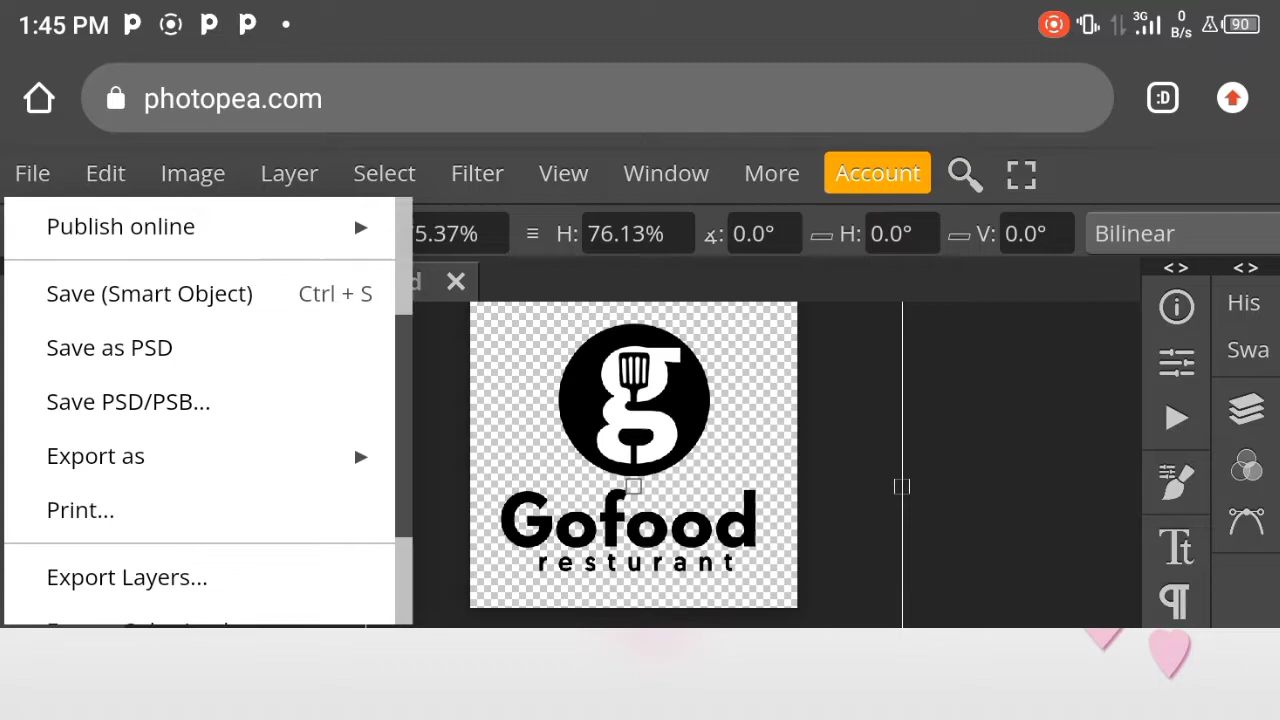 1:45 PM
3G 0 B/s 90
photopea.com :D
File Edit Image Layer Select Filter View Window More Account
5.37% H: 76.13% 0.0° H: 0.0° V: 0.0° Bilinear
Publish online
Save (Smart Object) Ctrl + S
Save as PSD
Save PSD/PSB...
Export as
Print...
Export Layers...
d
< > < >
His
Swa
Tt
g
Gofood
resturant